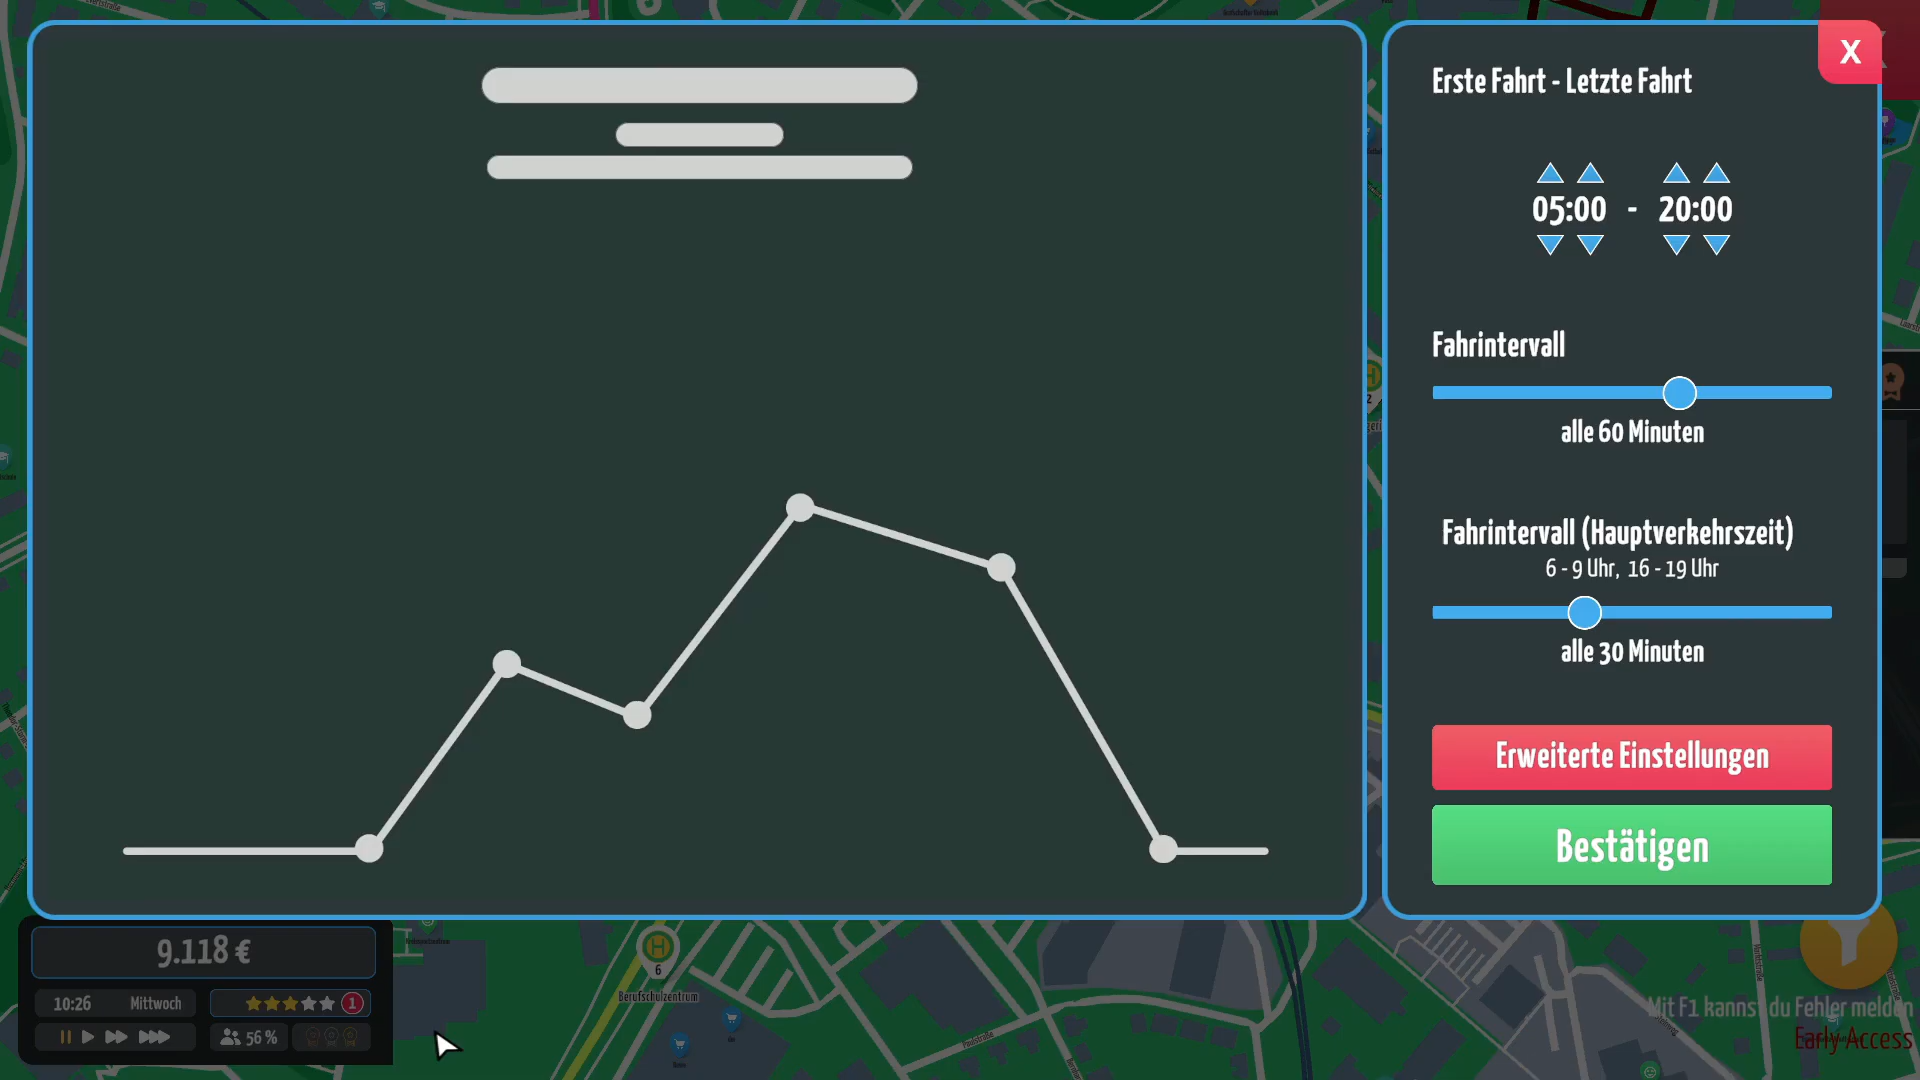 X
Erste Fahrt - Letzte Fahrt
05:00 - 20:00
Fahrintervall
alle 60 Minuten
Fahrintervall (Hauptverkehrszeit)
6 - 9 Uhr, 16 - 19 Uhr
alle 30 Minuten
Erweiterte Einstellungen
Bestätigen
9.118 €
10:26 Mittwoch
1
56 %
H
6
Berufschulzentrum
Mit F1 kannst du Fehler melden
Early Access